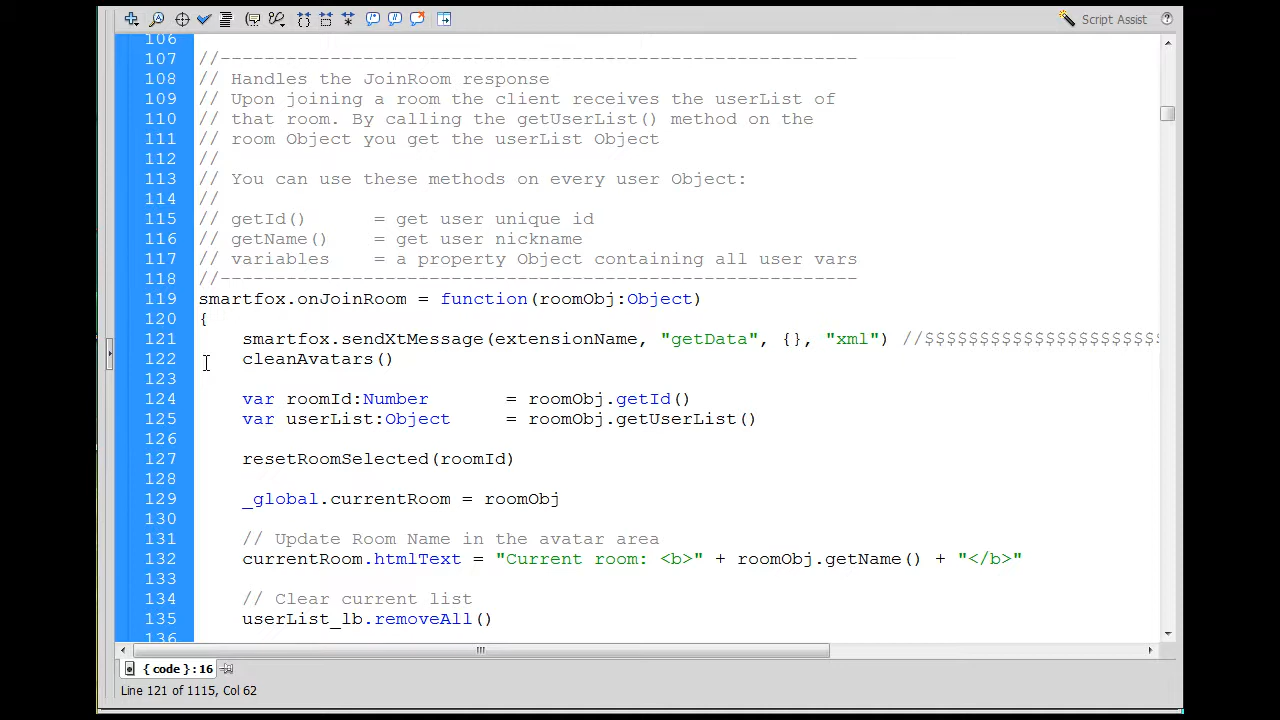 Script Assist
106
107 //----------------------------------------------------------
108 // Handles the JoinRoom response
109 // Upon joining a room the client receives the userList of
110 // that room. By calling the getUserList() method on the
111 // room Object you get the userList Object
112 //
113 // You can use these methods on every user Object:
114 //
115 // getId() = get user unique id
116 // getName() = get user nickname
117 // variables = a property Object containing all user vars
118 //----------------------------------------------------------
119 smartfox.onJoinRoom = function(roomObj:Object)
120 {
121 smartfox.sendXtMessage(extensionName, "getData", {}, "xml") //$$$$$$$$$$$$$$$$$$$$$$
122 cleanAvatars()
123
124 var roomId:Number = roomObj.getId()
125 var userList:Object = roomObj.getUserList()
126
127 resetRoomSelected(roomId)
128
129 _global.currentRoom = roomObj
130
131 // Update Room Name in the avatar area
132 currentRoom.htmlText = "Current room: <b>" + roomObj.getName() + "</b>"
133
134 // Clear current list
135 userList_lb.removeAll()
136
{ code } : 16
Line 121 of 1115, Col 62